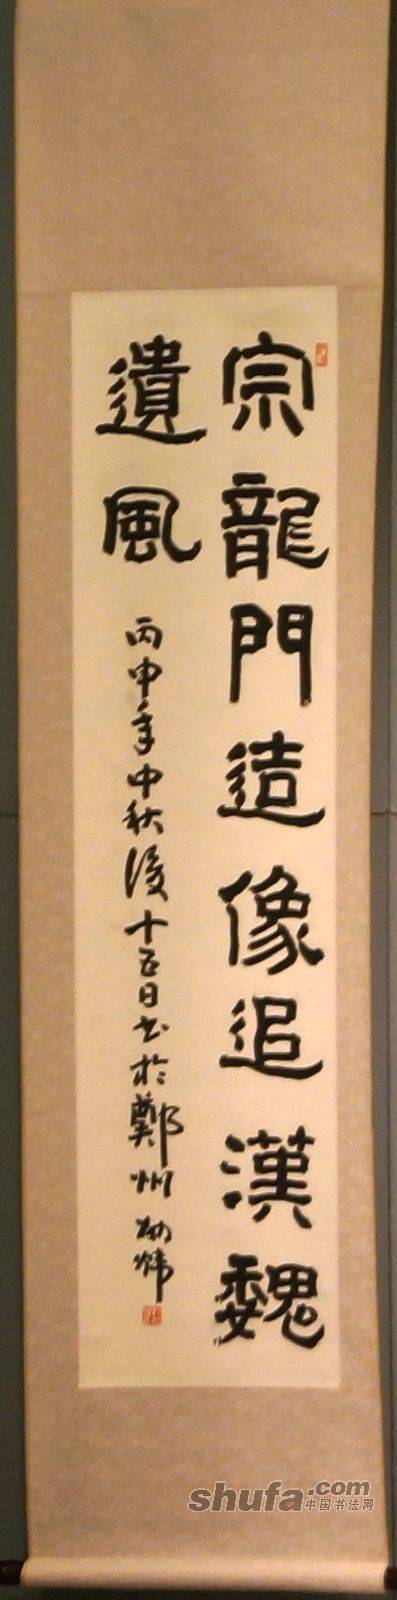 宗龍門造像追漢魏
遺風
丙申年中秋後十五日书於鄭州
shufa.com
中国书法网